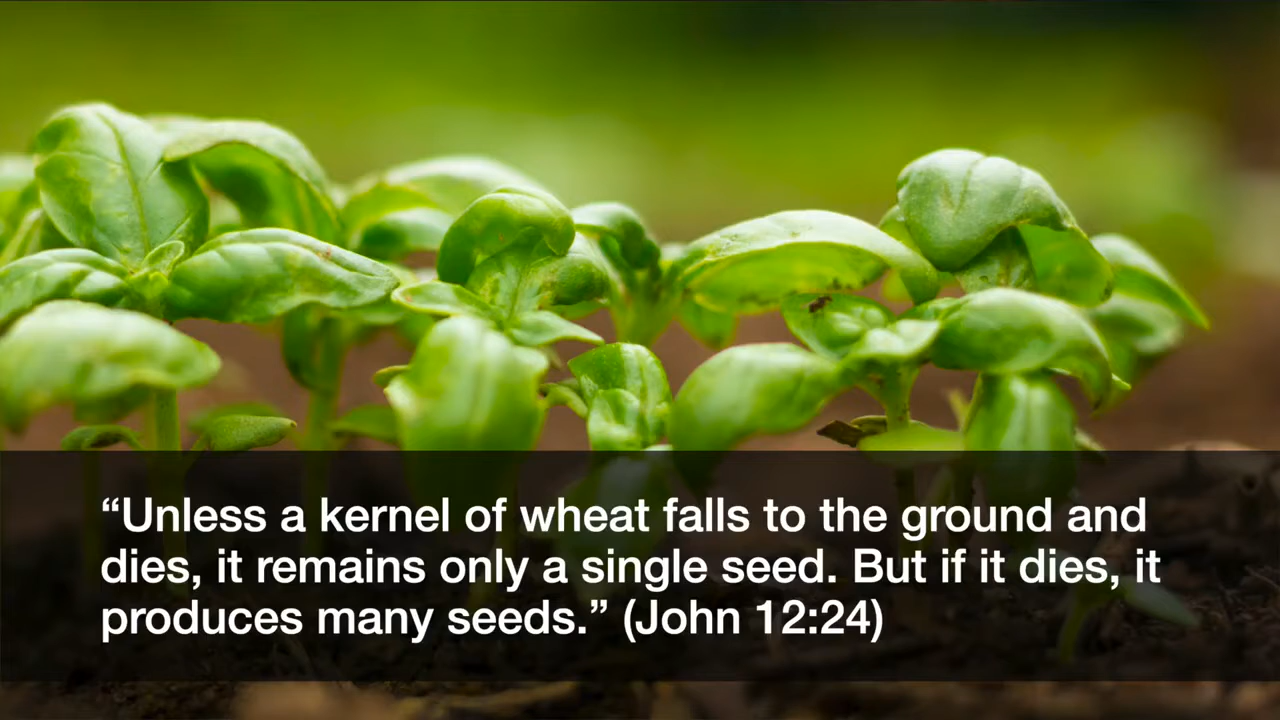 “Unless a kernel of wheat falls to the ground and
dies, it remains only a single seed. But if it dies, it
produces many seeds.” (John 12:24)